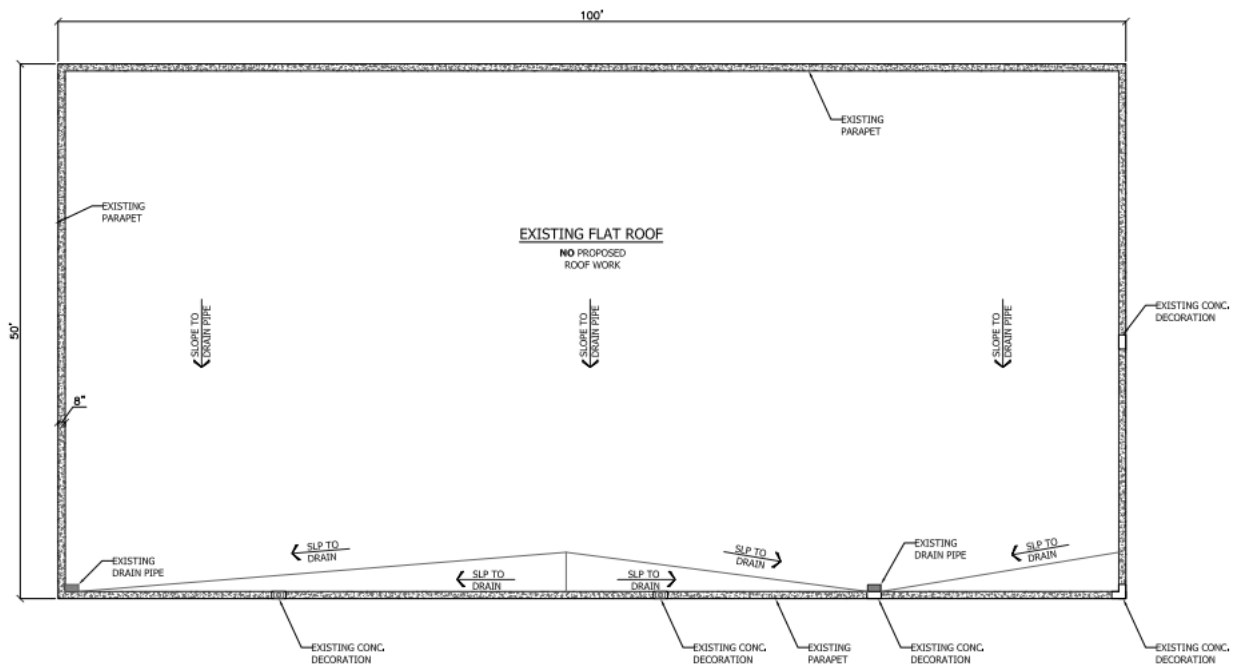 100'
EXISTING
PARAPET
EXISTING
PARAPET
EXISTING FLAT ROOF
NO PROPOSED
ROOF WORK
50'
SLOPE TO
DRAIN PIPE
SLOPE TO
DRAIN PIPE
SLOPE TO
DRAIN PIPE
EXISTING CONC.
DECORATION
8"
SLP TO
DRAIN
SLP TO
DRAIN
SLP TO
DRAIN
EXISTING
DRAIN PIPE
EXISTING
DRAIN PIPE
SLP TO
DRAIN
SLP TO
DRAIN
EXISTING CONC.
DECORATION
EXISTING CONC.
DECORATION
EXISTING
PARAPET
EXISTING CONC.
DECORATION
EXISTING CONC.
DECORATION